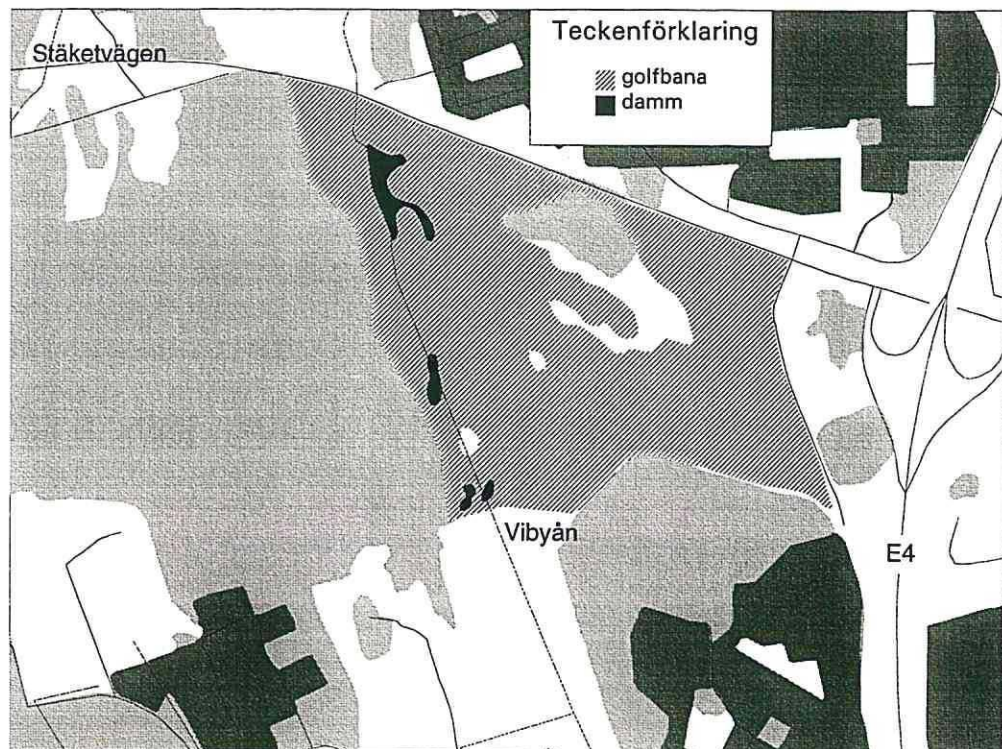 Stäketvägen
Teckenförklaring
golfbana
damm
Vibyån
E4